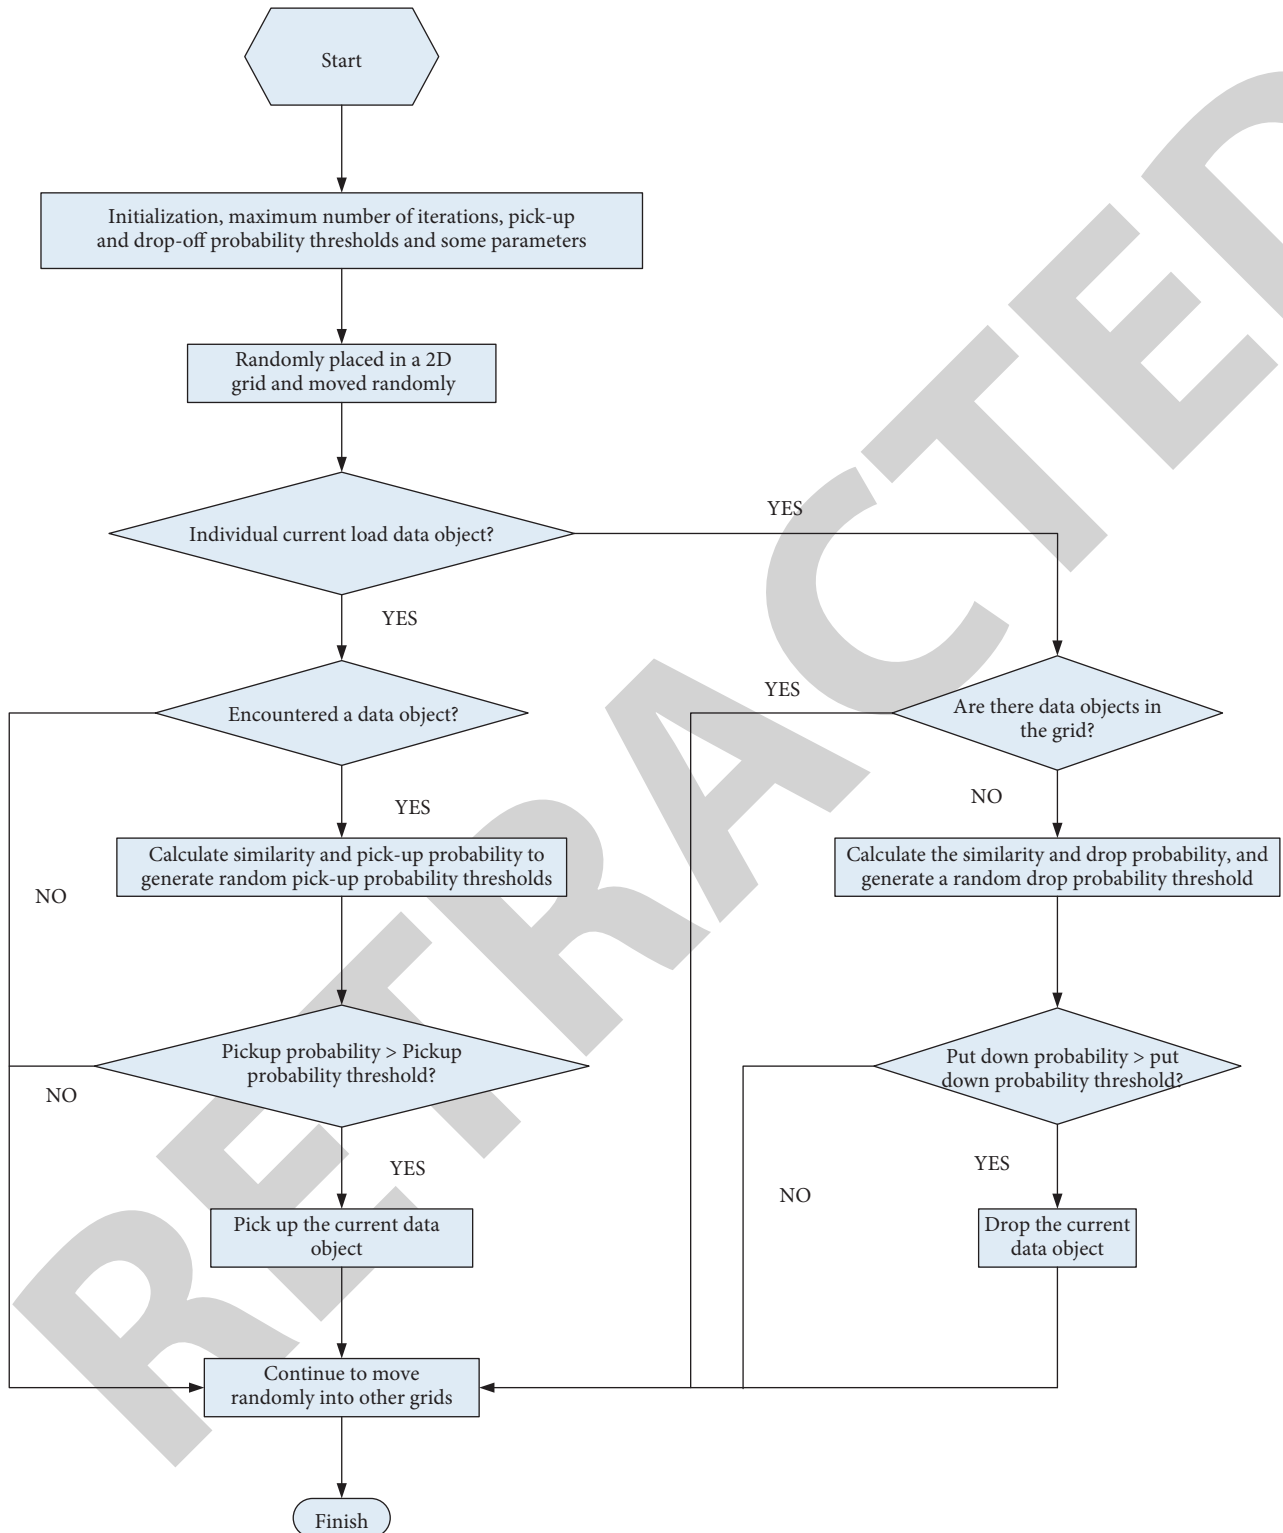 Start
Initialization, maximum number of iterations, pick-up
and drop-off probability thresholds and some parameters
Randomly placed in a 2D
grid and moved randomly
Individual current load data object?
YES
YES
Encountered a data object?
YES
Are there data objects in
the grid?
YES
NO
Calculate similarity and pick-up probability to
generate random pick-up probability thresholds
Calculate the similarity and drop probability, and
generate a random drop probability threshold
NO
Pickup probability > Pickup
probability threshold?
Put down probability > put
down probability threshold?
NO
YES
NO
YES
Pick up the current data
object
Drop the current
data object
Continue to move
randomly into other grids
Finish
RETRACTED